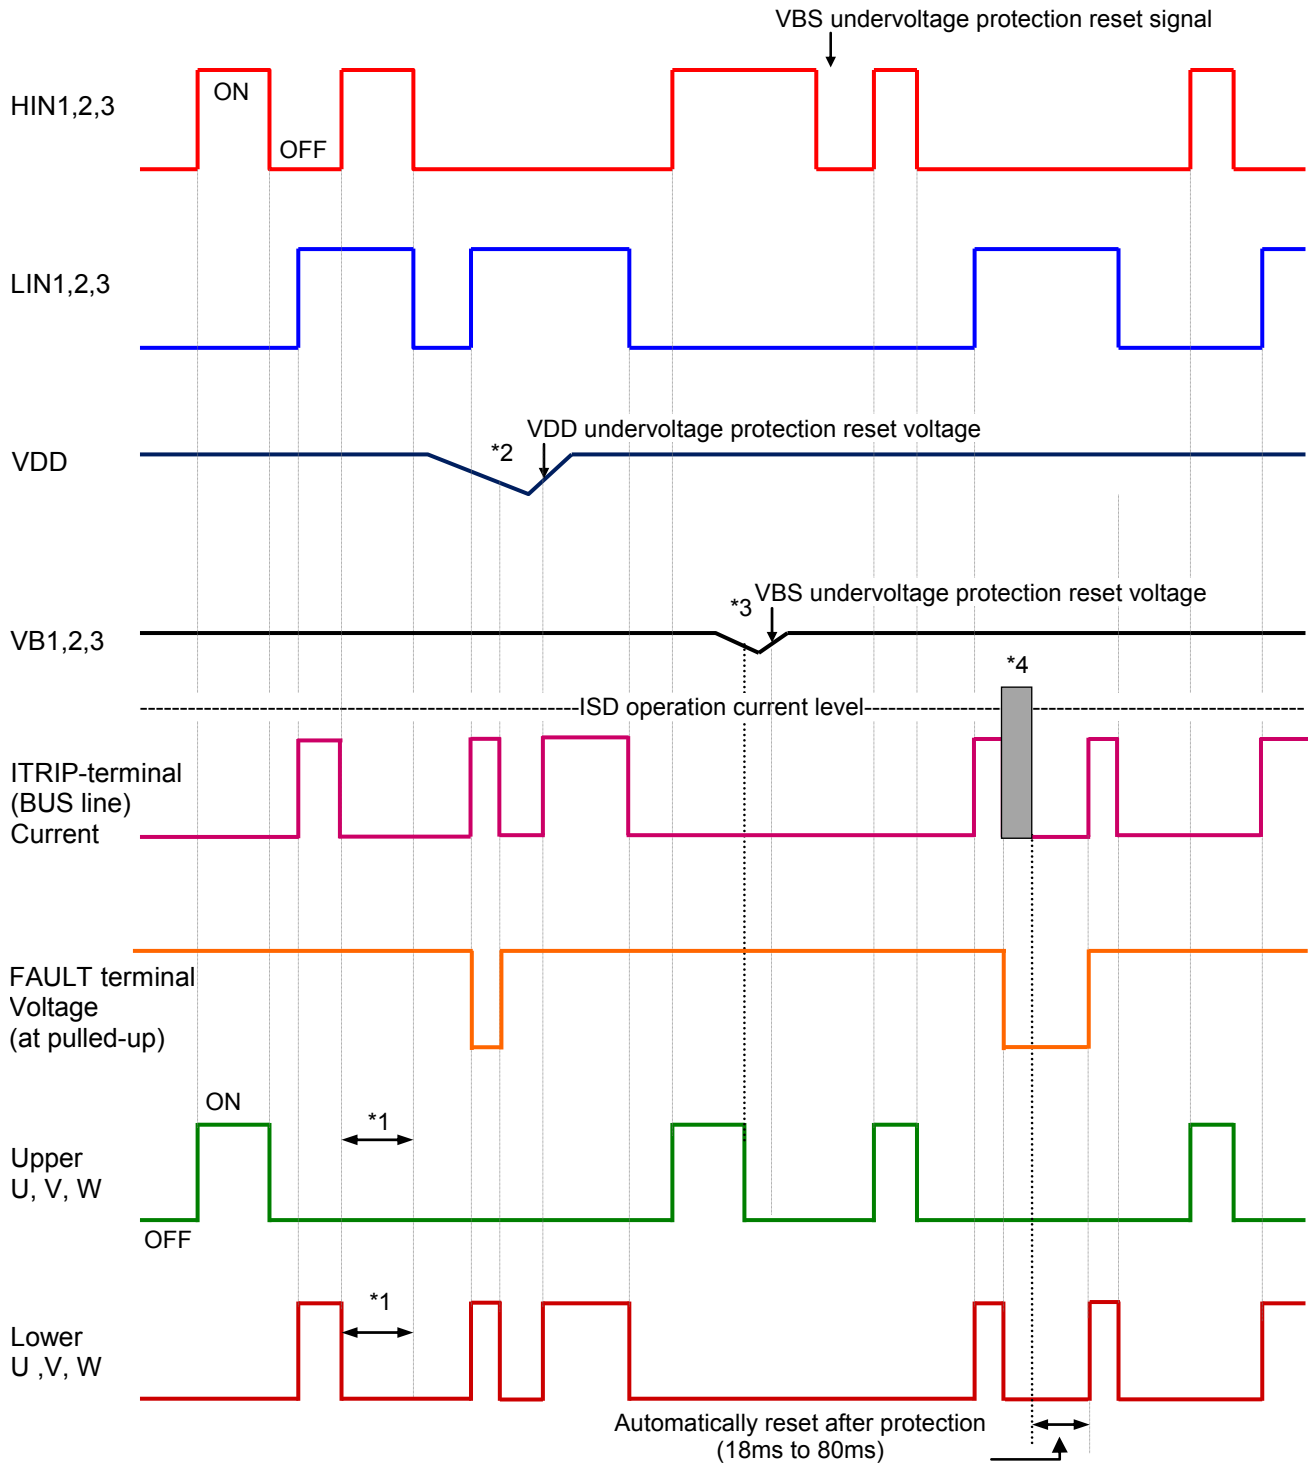 VBS undervoltage protection reset signal
HIN1,2,3
ON
OFF
LIN1,2,3
VDD undervoltage protection reset voltage
*2
VDD
VBS undervoltage protection reset voltage
*3
VB1,2,3
*4
ISD operation current level
ITRIP-terminal
(BUS line)
Current
FAULT terminal
Voltage
(at pulled-up)
ON
*1
Upper
U, V, W
OFF
*1
Lower
U ,V, W
Automatically reset after protection
(18ms to 80ms)